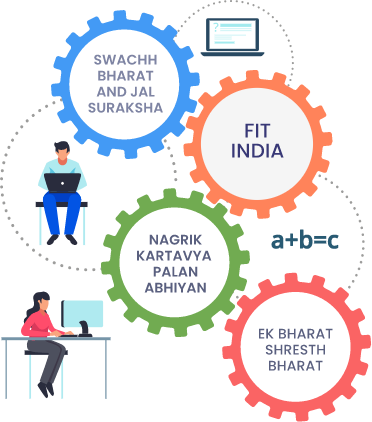 SWACHH
BHARAT
AND JAL
SURAKSHA
FIT
INDIA
NAGRIK
KARTAVYA
PALAN
ABHIYAN
a+b=c
EK BHARAT
SHRESTH
BHARAT